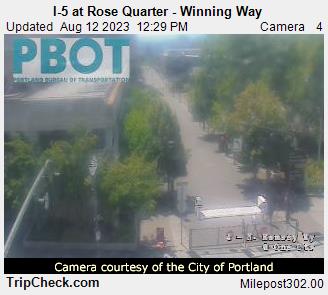 I-5 at Rose Quarter - Winning Way
Updated Aug 12 2023 12:29 PM Camera 4
PBOT
PORTLAND BUREAU OF TRANSPORTATION
Camera courtesy of the City of Portland
TripCheck.com Milepost302.00